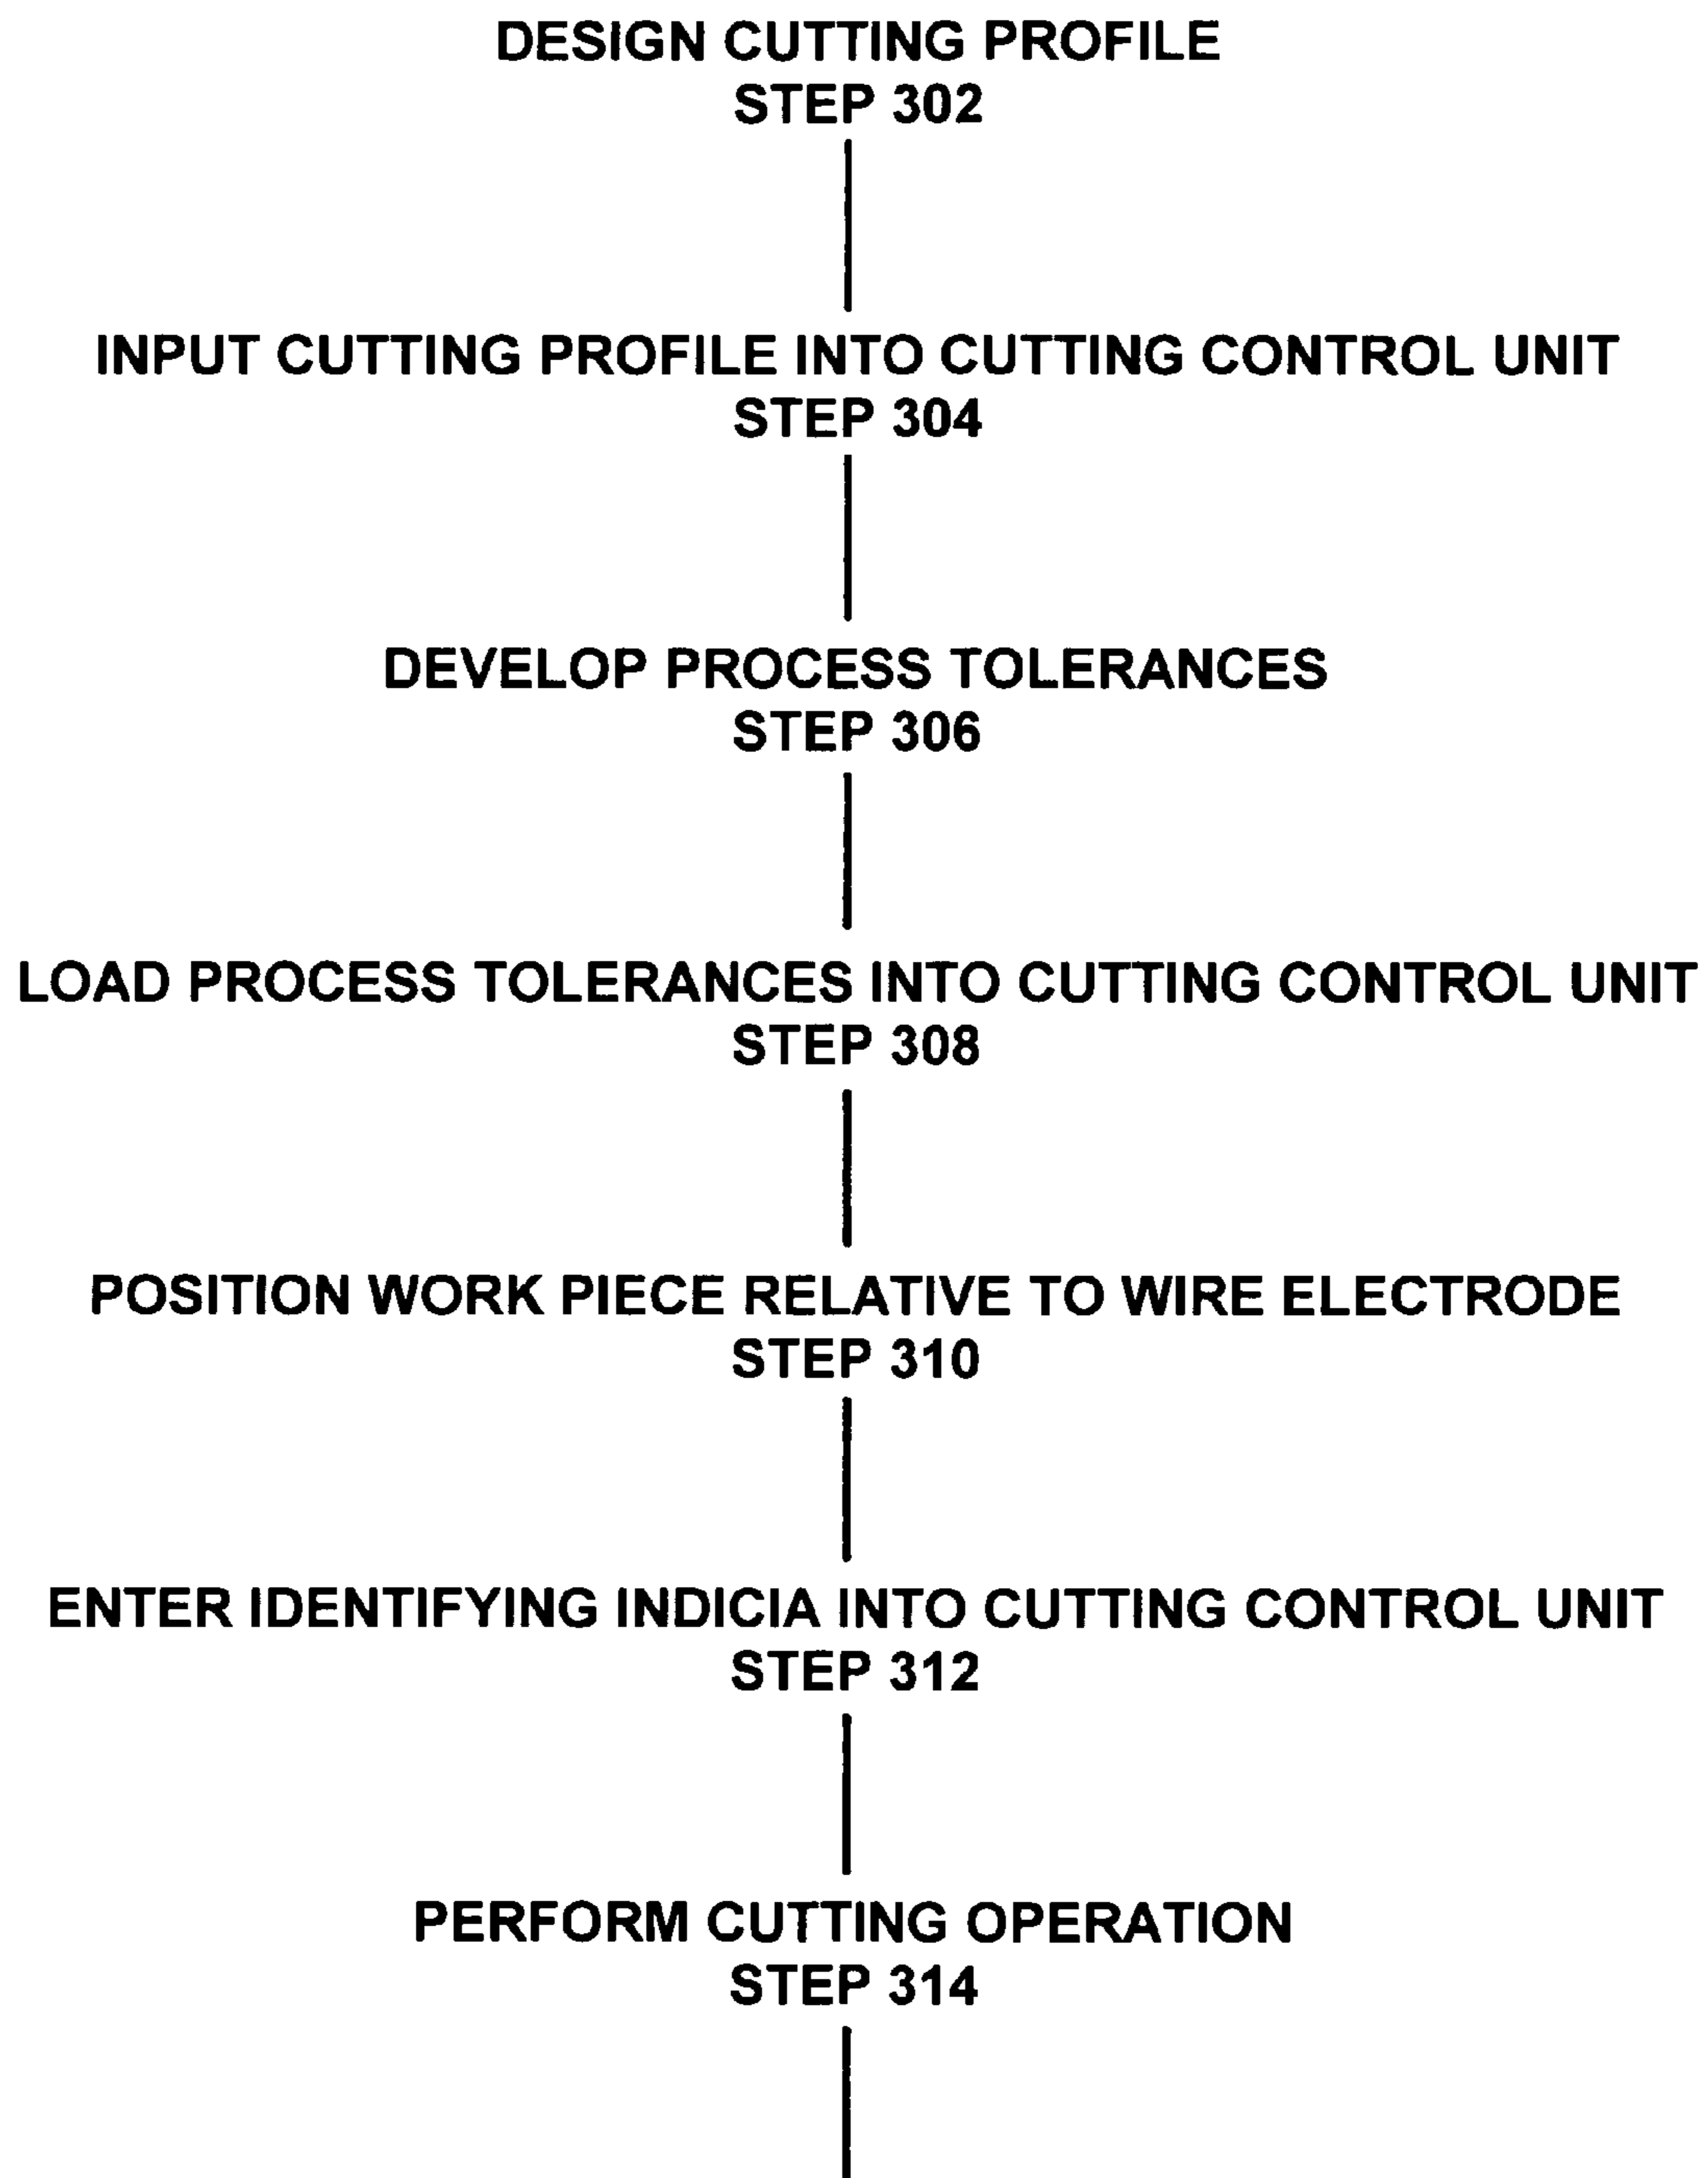 DESIGN CUTTING PROFILE
STEP 302
INPUT CUTTING PROFILE INTO CUTTING CONTROL UNIT
STEP 304
DEVELOP PROCESS TOLERANCES
STEP 306
LOAD PROCESS TOLERANCES INTO CUTTING CONTROL UNIT
STEP 308
POSITION WORK PIECE RELATIVE TO WIRE ELECTRODE
STEP 310
ENTER IDENTIFYING INDICIA INTO CUTTING CONTROL UNIT
STEP 312
PERFORM CUTTING OPERATION
STEP 314